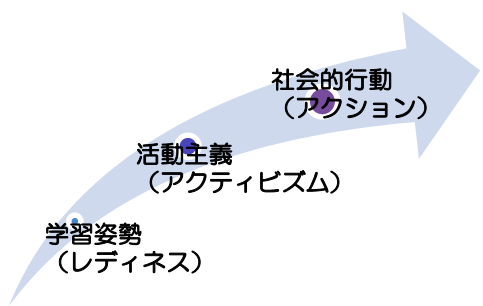 社会的行動
（アクション）
活動主義
（アクティビズム）
学習姿勢
（レディネス）